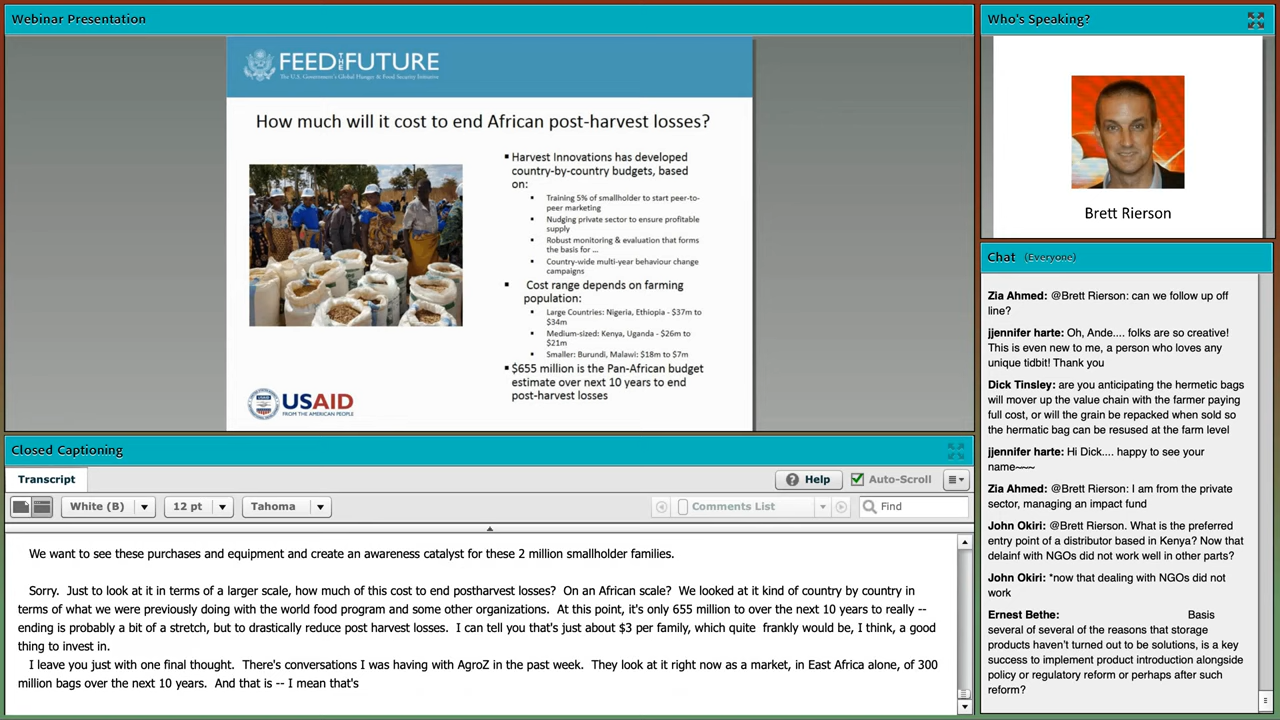 Webinar Presentation
FEED THE FUTURE
The U.S. Government's Global Hunger & Food Security Initiative
How much will it cost to end African post-harvest losses?
▪ Harvest Innovations has developed
country-by-country budgets, based
on:
▪ Training 5% of smallholder to start peer-to-
peer marketing
▪ Nudging private sector to ensure profitable
supply
▪ Robust monitoring & evaluation that forms
the basis for ...
▪ Country-wide multi-year behaviour change
campaigns
▪ Cost range depends on farming
population:
▪ Large Countries: Nigeria, Ethiopia - $37m to
$34m
▪ Medium-sized: Kenya, Uganda - $26m to
$21m
▪ Smaller: Burundi, Malawi: $18m to $7m
▪ $655 million is the Pan-African budget
estimate over next 10 years to end
post-harvest losses
USAID
FROM THE AMERICAN PEOPLE
Closed Captioning
Transcript
Help
Auto-Scroll
White (B)
12 pt
Tahoma
Comments List
Find
We want to see these purchases and equipment and create an awareness catalyst for these 2 million smallholder families.
Sorry. Just to look at it in terms of a larger scale, how much of this cost to end postharvest losses? On an African scale? We looked at it kind of country by country in
terms of what we were previously doing with the world food program and some other organizations. At this point, it's only 655 million to over the next 10 years to really --
ending is probably a bit of a stretch, but to drastically reduce post harvest losses. I can tell you that's just about $3 per family, which quite frankly would be, I think, a good
thing to invest in.
I leave you just with one final thought. There's conversations I was having with AgroZ in the past week. They look at it right now as a market, in East Africa alone, of 300
million bags over the next 10 years. And that is -- I mean that's
Who's Speaking?
Brett Rierson
Chat (Everyone)
Zia Ahmed: @Brett Rierson: can we follow up off
line?
jjennifer harte: Oh, Ande.... folks are so creative!
This is even new to me, a person who loves any
unique tidbit! Thank you
Dick Tinsley: are you anticipating the hermetic bags
will mover up the value chain with the farmer paying
full cost, or will the grain be repacked when sold so
the hermatic bag can be resused at the farm level
jjennifer harte: Hi Dick.... happy to see your
name~~~
Zia Ahmed: @Brett Rierson: I am from the private
sector, managing an impact fund
John Okiri: @Brett Rierson. What is the preferred
entry point of a distributor based in Kenya? Now that
delainf with NGOs did not work well in other parts?
John Okiri: *now that dealing with NGOs did not
work
Ernest Bethe: Basis
several of several of the reasons that storage
products haven't turned out to be solutions, is a key
success to implement product introduction alongside
policy or regulatory reform or perhaps after such
reform?